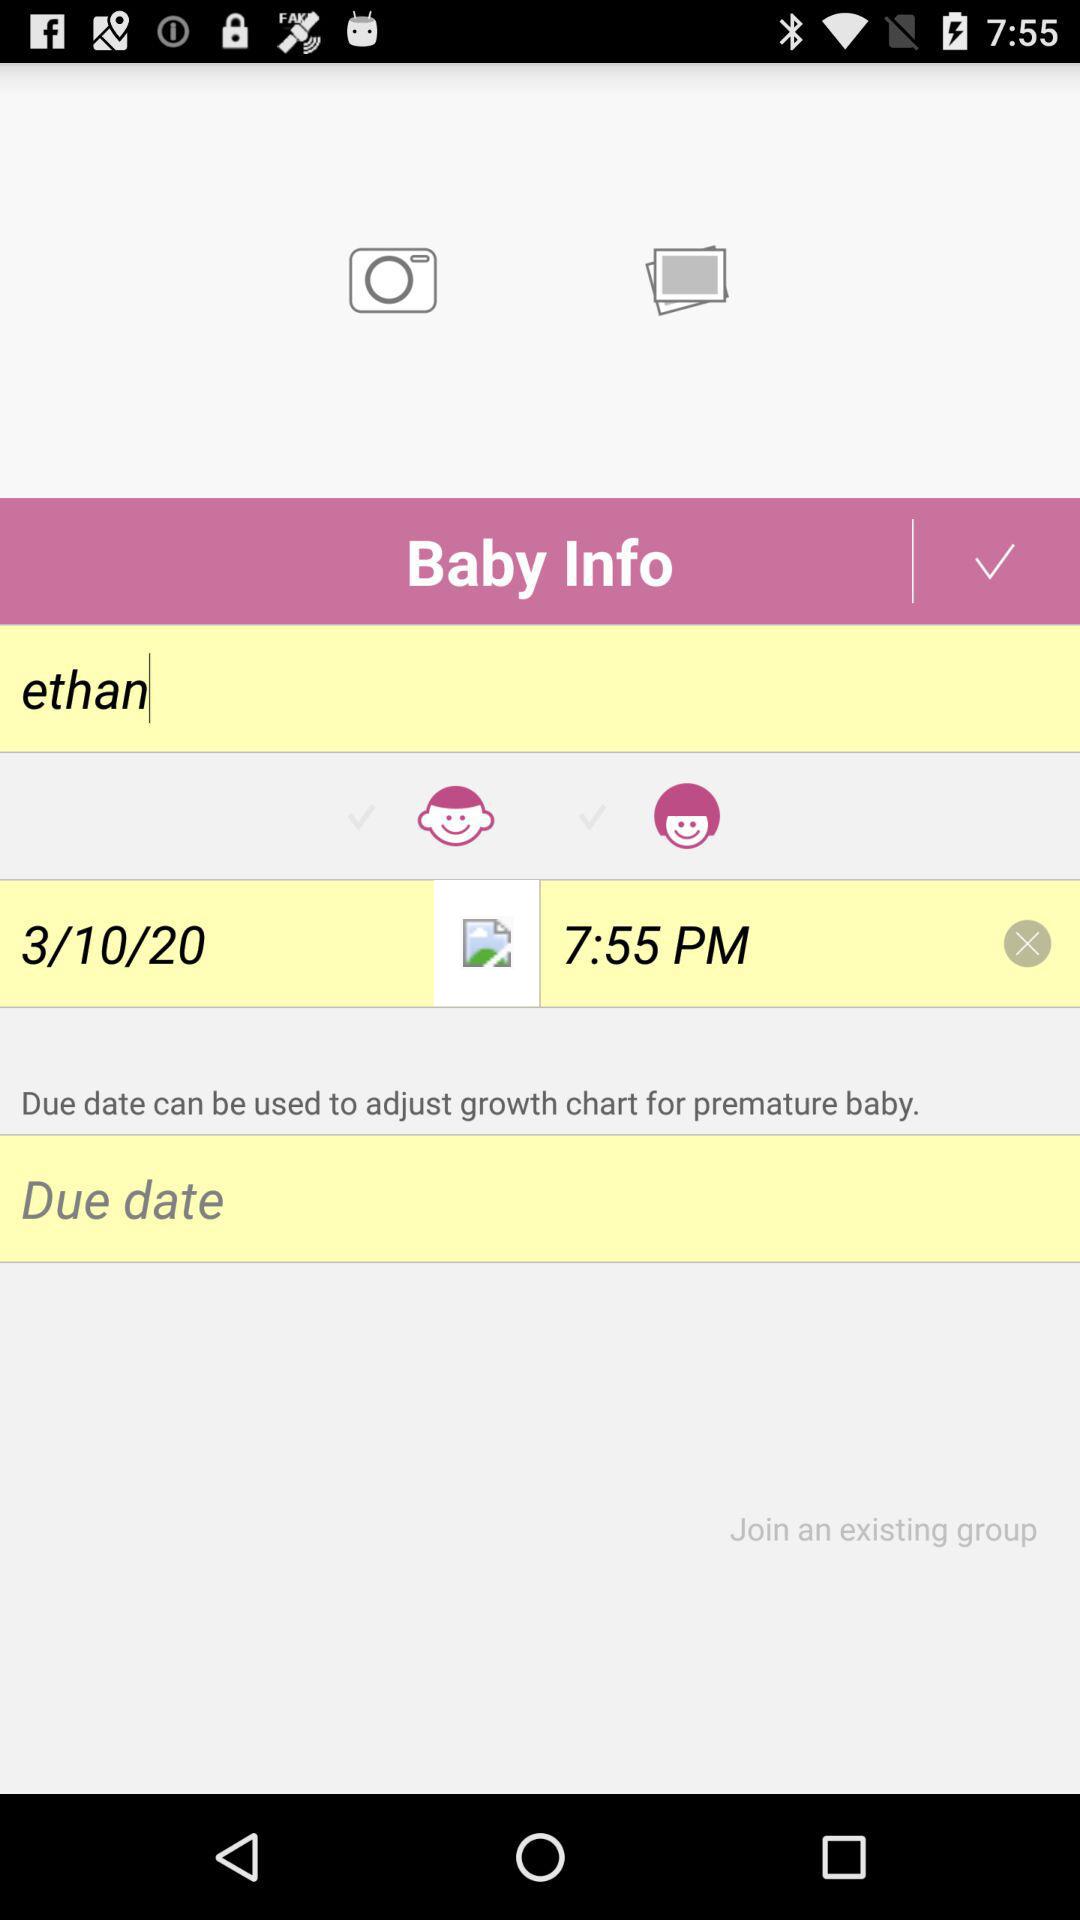 FAKE
7:55
Baby Info
ethan
3/10/20
7:55 PM
Due date can be used to adjust growth chart for premature baby.
Due date
Join an existing group